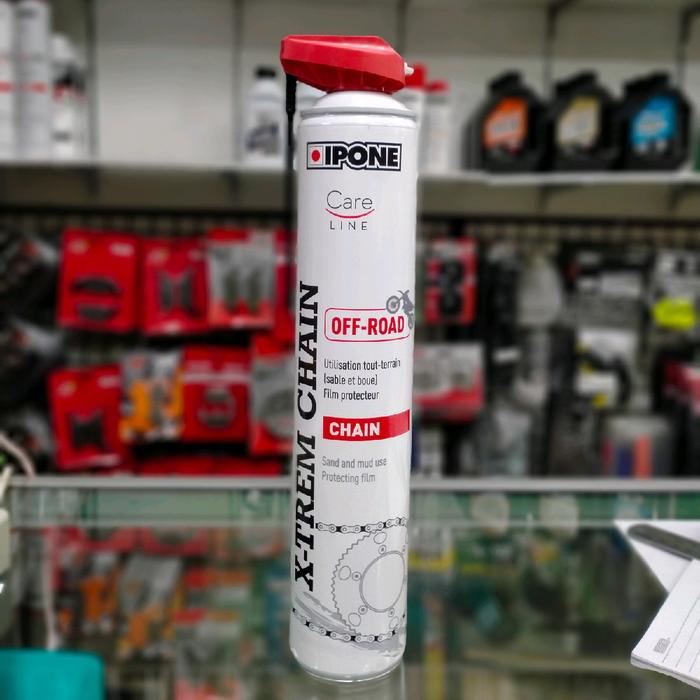 IPONE
Care
LINE
X-TREM CHAIN
OFF-ROAD
Utilisation tout-terrain
(sable et boue)
Film protecteur
CHAIN
Sand and mud use
Protecting film